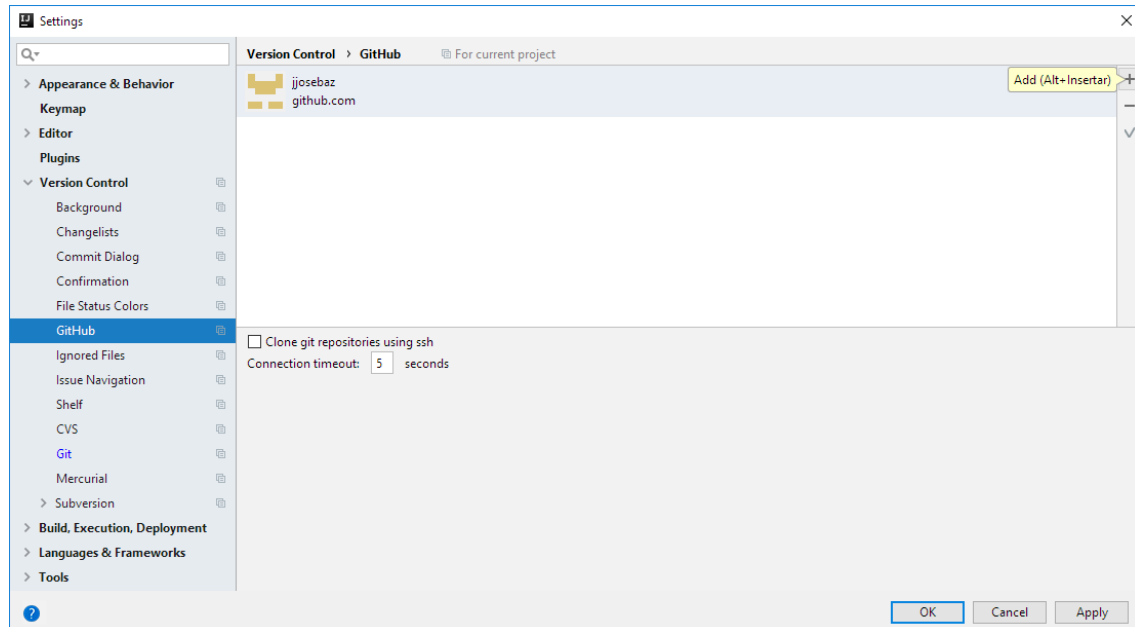 Settings
Version Control > GitHub For current project
Appearance & Behavior
Keymap
Editor
Plugins
Version Control
Background
Changelists
Commit Dialog
Confirmation
File Status Colors
GitHub
Ignored Files
Issue Navigation
Shelf
CVS
Git
Mercurial
Subversion
Build, Execution, Deployment
Languages & Frameworks
Tools
jjosebaz
github.com
Add (Alt+Insertar)
Clone git repositories using ssh
Connection timeout: 5 seconds
?
OK Cancel Apply